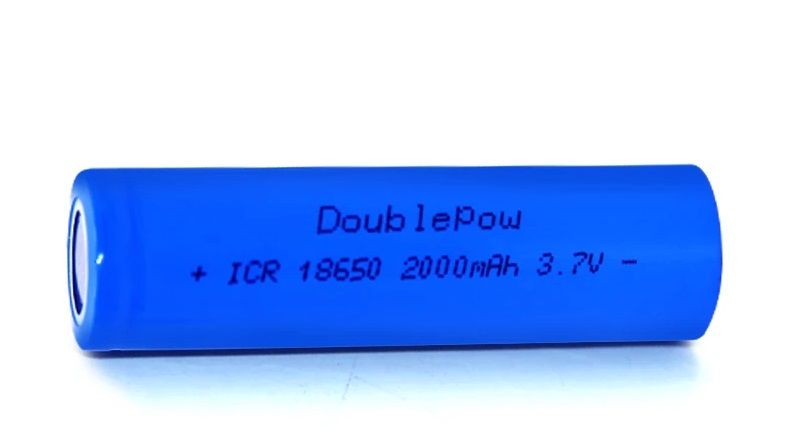 DoublePow
+ ICR 18650 2000mAh 3.7V -